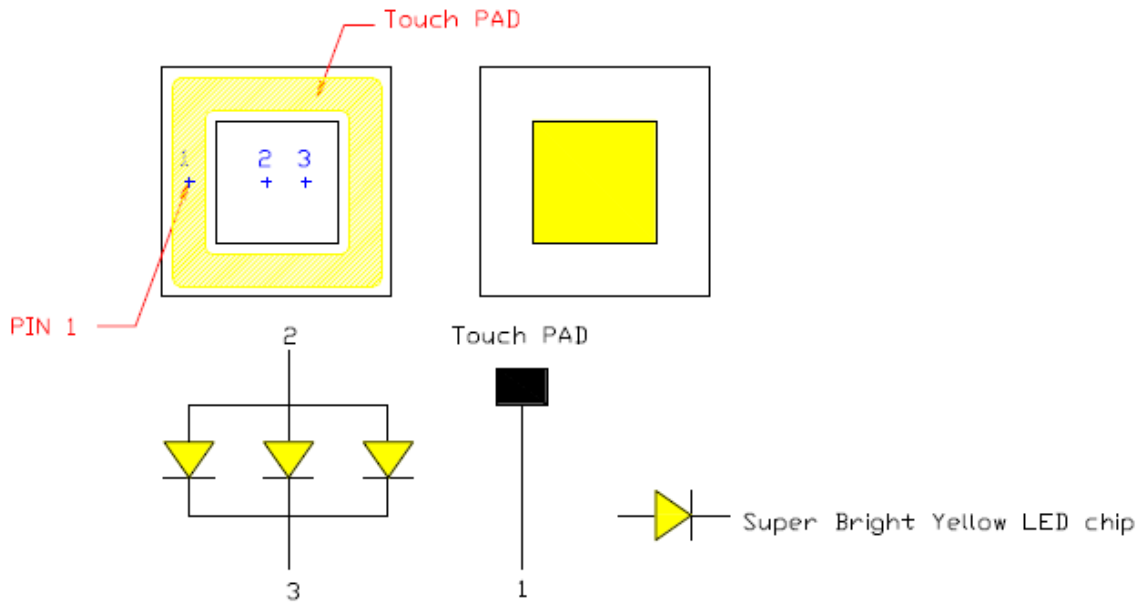 Touch PAD
1 2 3
PIN 1
2
Touch PAD
Super Bright Yellow LED chip
3
1